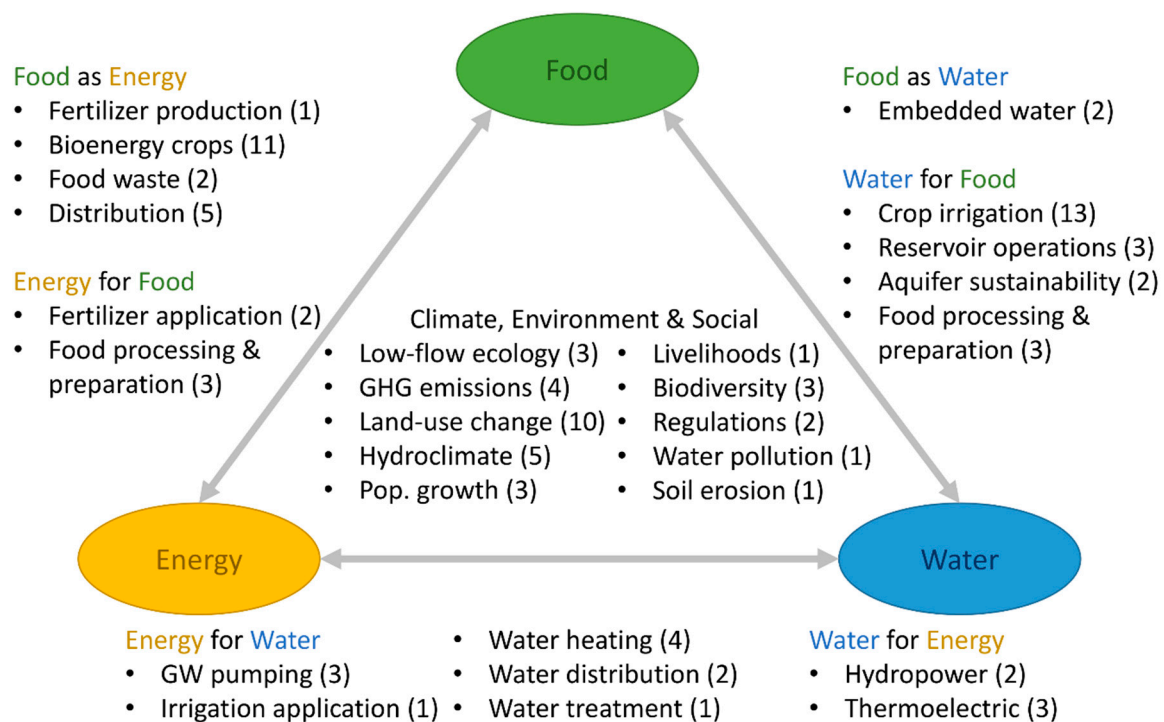 Food
Food as Energy
• Fertilizer production (1)
• Bioenergy crops (11)
• Food waste (2)
• Distribution (5)
Energy for Food
• Fertilizer application (2)
• Food processing &
preparation (3)
Food as Water
• Embedded water (2)
Water for Food
• Crop irrigation (13)
• Reservoir operations (3)
• Aquifer sustainability (2)
• Food processing &
preparation (3)
Climate, Environment & Social
• Low-flow ecology (3)
• GHG emissions (4)
• Land-use change (10)
• Hydroclimate (5)
• Pop. growth (3)
• Livelihoods (1)
• Biodiversity (3)
• Regulations (2)
• Water pollution (1)
• Soil erosion (1)
Energy
Water
Energy for Water
• GW pumping (3)
• Irrigation application (1)
• Water heating (4)
• Water distribution (2)
• Water treatment (1)
Water for Energy
• Hydropower (2)
• Thermoelectric (3)